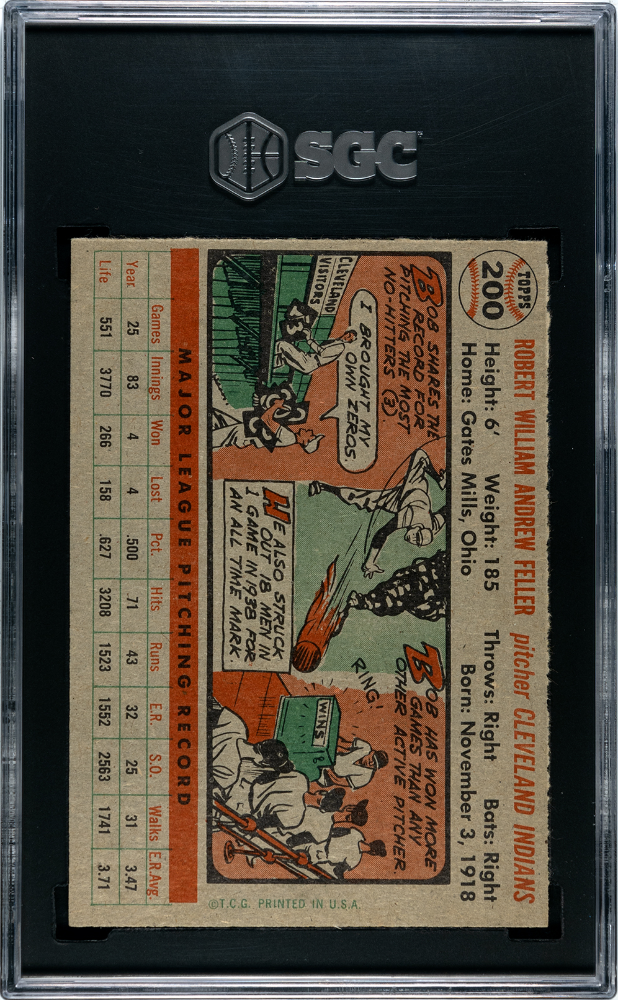 SGC
TOPPS
200
ROBERT WILLIAM ANDREW FELLER pitcher CLEVELAND INDIANS
Height: 6' Weight: 185 Throws: Right Bats: Right
Home: Gates Mills, Ohio Born: November 3, 1918
BOB SHARES THE
RECORD FOR
PITCHING THE MOST
NO-HITTERS (3).
I BROUGHT MY
OWN ZEROS.
CLEVELAND
VISITORS
HE ALSO STRUCK
OUT 18 MEN IN
1 GAME IN 1938 FOR
AN ALL TIME MARK.
BOB HAS WON MORE
GAMES THAN ANY
OTHER ACTIVE PITCHER
RING!
WINS
MAJOR LEAGUE PITCHING RECORD
Games Innings Won Lost Pct. Hits Runs E.R. S.O. Walks E.R.Avg.
Year 25 83 4 4 .500 71 43 32 25 31 3.47
Life 551 3770 266 158 .627 3208 1523 1552 2563 1741 3.71
©T.C.G. PRINTED IN U.S.A.